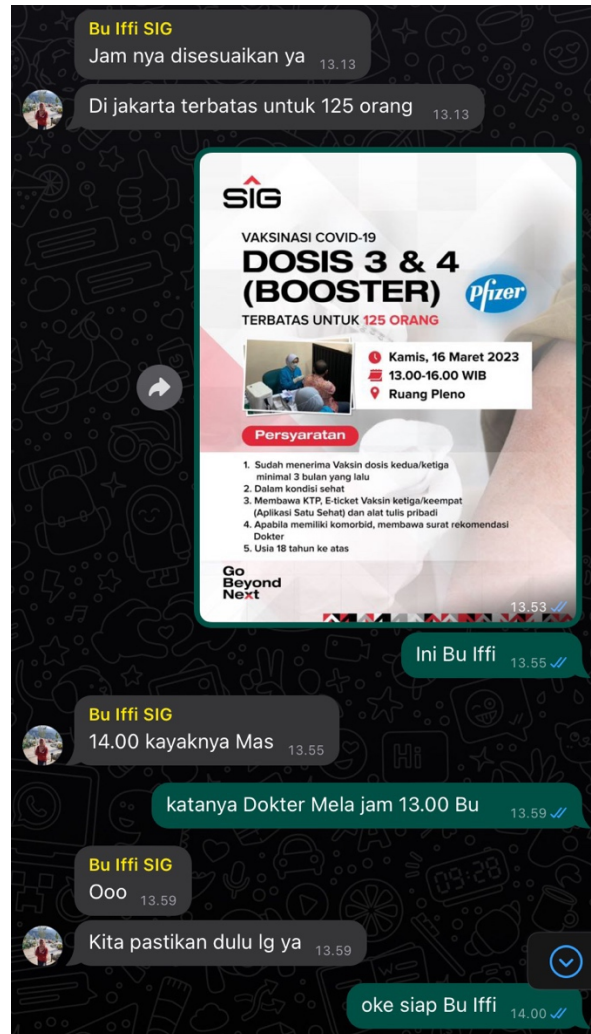 Bu Iffi SIG
Jam nya disesuaikan ya 13.13
Di jakarta terbatas untuk 125 orang 13.13
SIG
VAKSINASI COVID-19
DOSIS 3 & 4
(BOOSTER)
Pfizer
TERBATAS UNTUK 125 ORANG
Kamis, 16 Maret 2023
13.00-16.00 WIB
Ruang Pleno
Persyaratan
1. Sudah menerima Vaksin dosis kedua/ketiga
minimal 3 bulan yang lalu
2. Dalam kondisi sehat
3. Membawa KTP, E-ticket Vaksin ketiga/keempat
(Aplikasi Satu Sehat) dan alat tulis pribadi
4. Apabila memiliki komorbid, membawa surat rekomendasi
Dokter
5. Usia 18 tahun ke atas
Go
Beyond
Next
13.53
Ini Bu Iffi 13.55
Bu Iffi SIG
14.00 kayaknya Mas 13.55
katanya Dokter Mela jam 13.00 Bu 13.59
Bu Iffi SIG
Ooo 13.59
Kita pastikan dulu lg ya 13.59
oke siap Bu Iffi 14.00